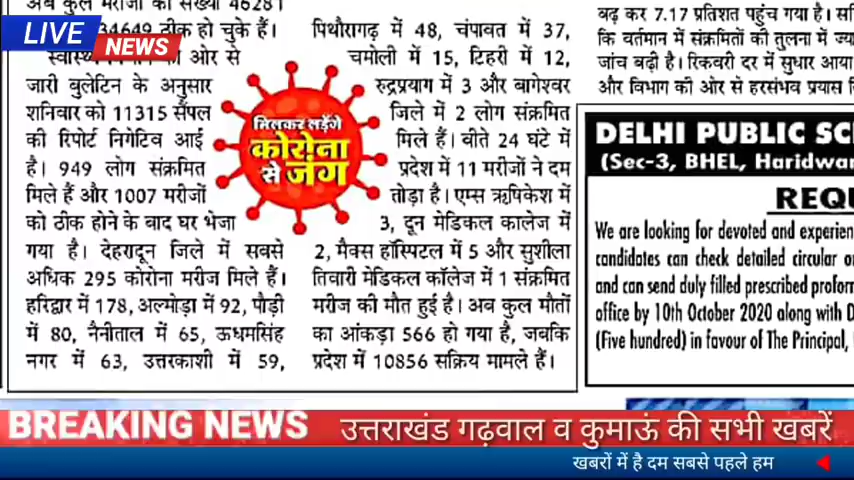 अब कुल मरीजों की संख्या 46281
34649 ठीक हो चुके हैं।
ओर से
जारी बुलेटिन के अनुसार
शनिवार को 11315 सैंपल
की रिपोर्ट निगेटिव आई
है। 949 लोग संक्रमित
मिले हैं और 1007 मरीजों
को ठीक होने के बाद घर भेजा
गया है। देहरादून जिले में सबसे
अधिक 295 कोरोना मरीज मिले हैं।
हरिद्वार में 178, अल्मोड़ा में 92, पौड़ी
में 80, नैनीताल में 65, ऊधमसिंह
नगर में 63, उत्तरकाशी में 59,
LIVE
NEWS
मिलकर लड़ेंगे
कोरोना
से जंग
पिथौरागढ़ में 48, चंपावत में 37,
चमोली में 15, टिहरी में 12,
रुद्रप्रयाग में 3 और बागेश्वर
जिले में 2 लोग संक्रमित
मिले हैं। वीते 24 घंटे में
प्रदेश में 11 मरीजों ने दम
तोड़ा है। एम्स ऋषिकेश में
3, दून मेडिकल कालेज में
2, मैक्स हॉस्पिटल में 5 और सुशीला
तिवारी मेडिकल कॉलेज में 1 संक्रमित
मरीज की मौत हुई है। अब कुल मौतों
का आंकड़ा 566 हो गया है, जबकि
प्रदेश में 10856 सक्रिय मामले हैं।
बढ़ कर 7.17 प्रतिशत पहुंच गया है।
कि वर्तमान में संक्रमितों की तुलना में
जांच बढ़ी है। रिकवरी दर में सुधार आया
और विभाग की ओर से हरसंभव प्रयास
DELHI PUBLIC
(Sec-3, BHEL,
We are looking for devoted and
candidates can check detailed circular
and can send duly filled prescribed
office by 10th October 2020 along with
(Five hundred) in favour of The Principal,
BREAKING NEWS
उत्तराखंड गढ़वाल व कुमाऊं की सभी खबरें
खबरों में है दम सबसे पहले हम